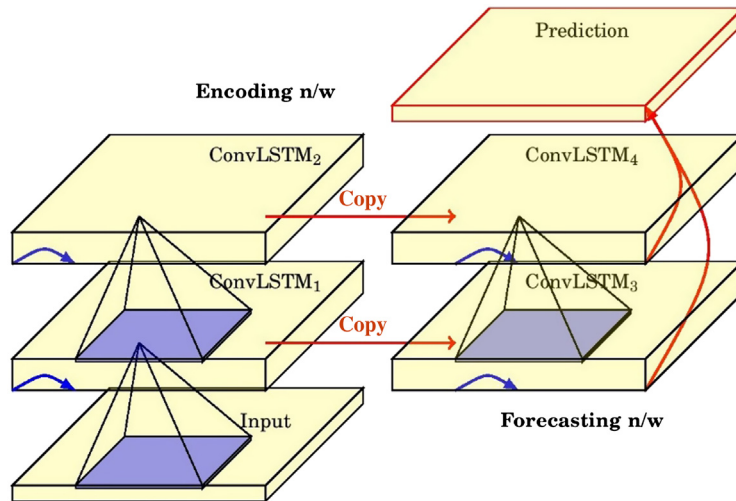 Prediction
Encoding n/w
ConvLSTM₂
ConvLSTM₄
Copy
ConvLSTM₁
ConvLSTM₃
Copy
Input
Forecasting n/w